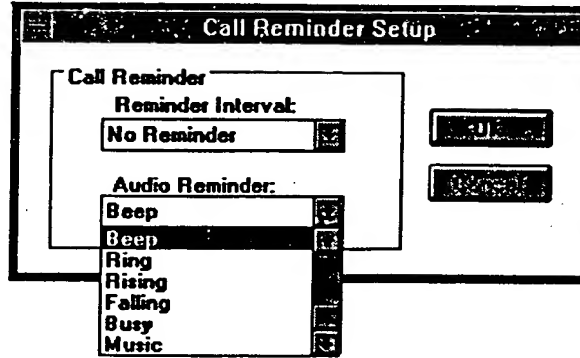 Call Reminder Setup
Call Reminder
Reminder Interval:
No Reminder
Audio Reminder:
Beep
Beep
Ring
Rising
Falling
Busy
Music